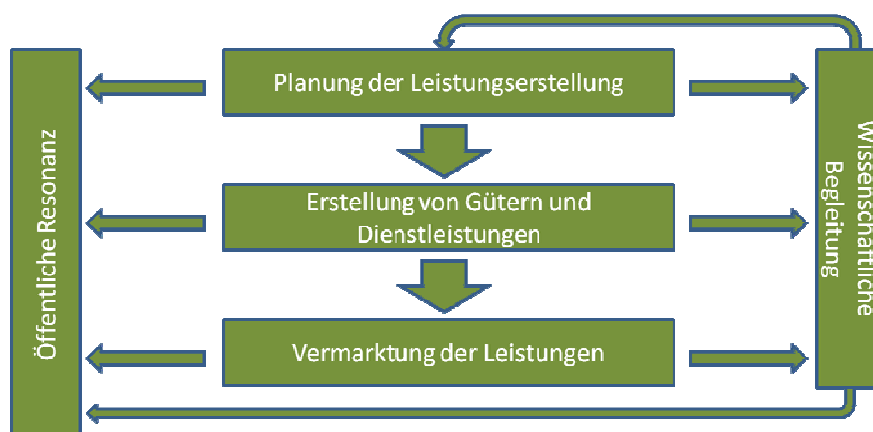 Öffentliche Resonanz
Planung der Leistungserstellung
Erstellung von Gütern und
Dienstleistungen
Vermarktung der Leistungen
Wissenschaftliche
Begleitung